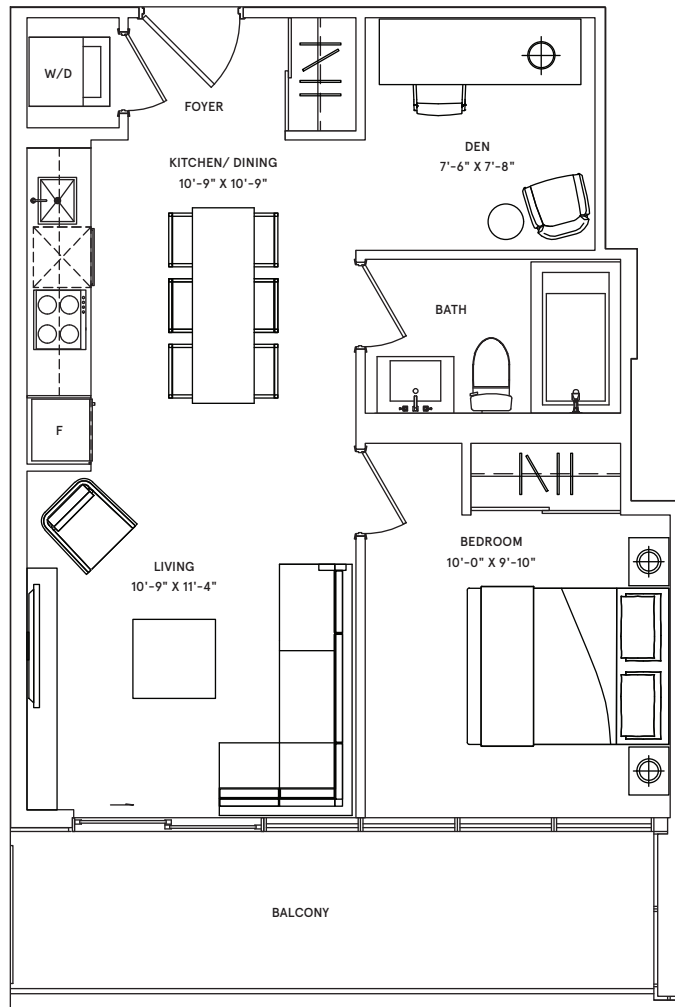 W/D
FOYER
KITCHEN/ DINING
10'-9" X 10'-9"
DEN
7'-6" X 7'-8"
BATH
F
LIVING
10'-9" X 11'-4"
BEDROOM
10'-0" X 9'-10"
BALCONY